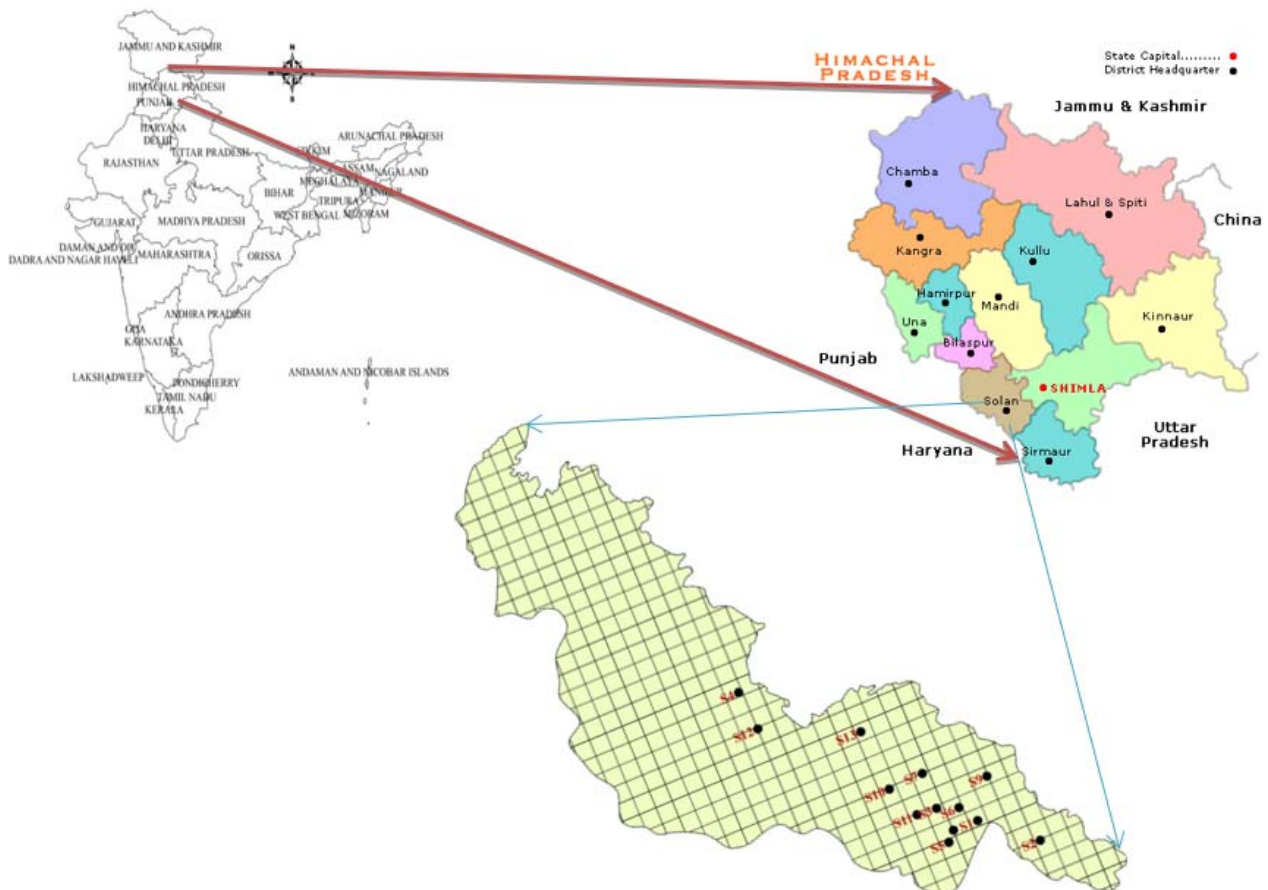 JAMMU AND KASHMIR
HIMACHAL PRADESH
PUNJAB
HARYANA
DELHI
UTTAR PRADESH
RAJASTHAN
ARUNACHAL PRADESH
SIKKIM
ASSAM
NAGALAND
MEGHALAYA
MANIPUR
BIHAR
TRIPURA
WEST BENGAL
MIZORAM
GUJARAT
MADHYA PRADESH
DAMAN AND DIU
DADRA AND NAGAR HAVELI
MAHARASHTRA
ORISSA
ANDHRA PRADESH
GOA
KARNATAKA
LAKSHADWEEP
PONDICHERRY
TAMIL NADU
KERALA
ANDAMAN AND NICOBAR ISLANDS
N
S
HIMACHAL
PRADESH
State Capital.........
District Headquarter
Jammu & Kashmir
Chamba
Lahul & Spiti
China
Kangra
Kullu
Hamirpur
Mandi
Kinnaur
Una
Bilaspur
Punjab
SHIMLA
Solan
Uttar
Pradesh
Haryana
Sirmaur
S4
S12
S13
S7
S9
S10
S11
S3
S6
S1
S5
S2